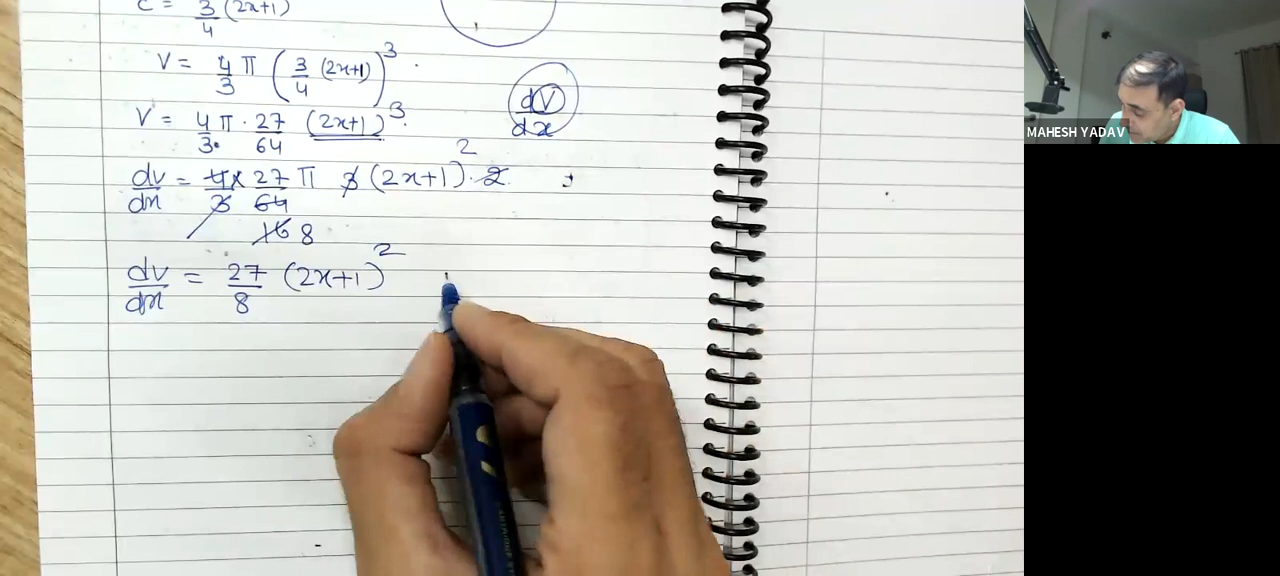 r = 3/4 (2x+1)
V = 4/3 π (3/4 (2x+1))^3 .
V = 4/3 π . 27/64 (2x+1)^3 .
dV/dx
dv/dx = 4x/3 27/64 π 3 (2x+1)^2 . 2
16 8
dv/dx = 27/8 (2x+1)^2
MAHESH YADAV